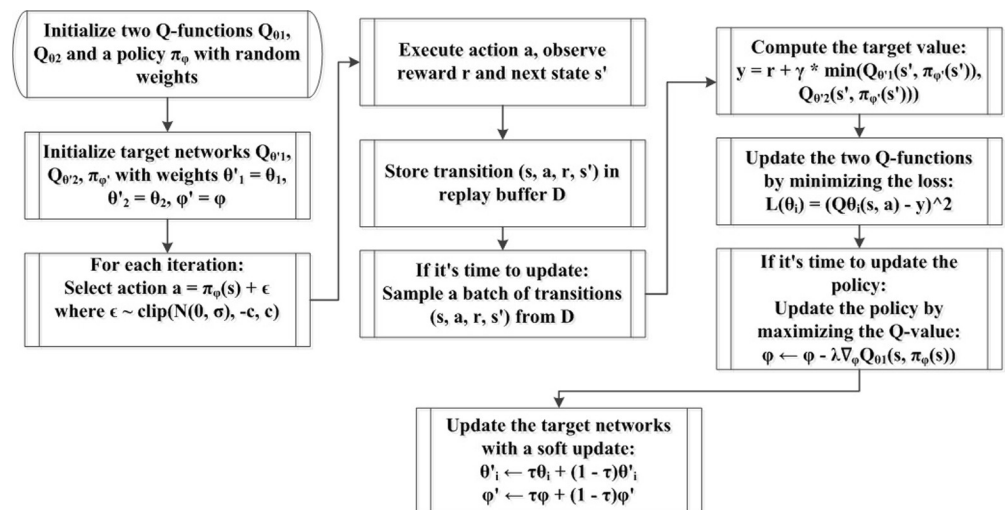 Initialize two Q-functions Qθ1,
Qθ2 and a policy πφ with random
weights
Initialize target networks Qθ'1,
Qθ'2, πφ' with weights θ'1 = θ1,
θ'2 = θ2, φ' = φ
For each iteration:
Select action a = πφ(s) + ϵ
where ϵ ~ clip(N(0, σ), -c, c)
Execute action a, observe
reward r and next state s'
Store transition (s, a, r, s') in
replay buffer D
If it's time to update:
Sample a batch of transitions
(s, a, r, s') from D
Compute the target value:
y = r + γ * min(Qθ'1(s', πφ'(s')),
Qθ'2(s', πφ'(s')))
Update the two Q-functions
by minimizing the loss:
L(θi) = (Qθi(s, a) - y)^2
If it's time to update the
policy:
Update the policy by
maximizing the Q-value:
φ ← φ - λ∇φQθ1(s, πφ(s))
Update the target networks
with a soft update:
θ'i ← τθi + (1 - τ)θ'i
φ' ← τφ + (1 - τ)φ'